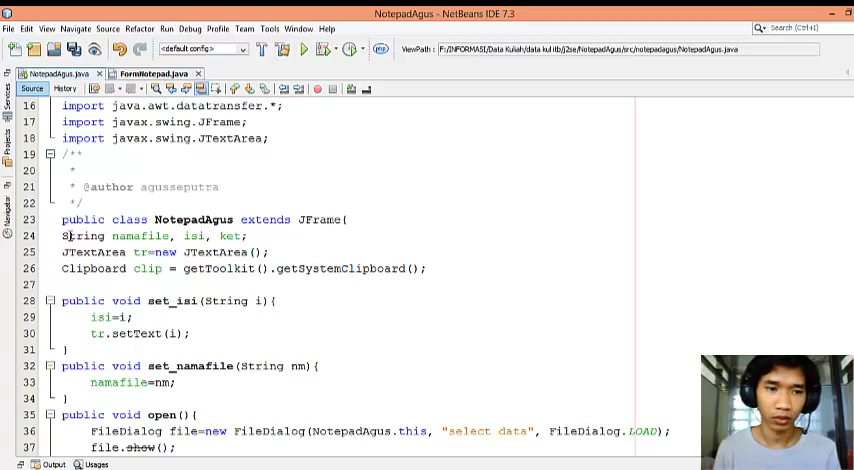 NotepadAgus - NetBeans IDE 7.3
File Edit View Navigate Source Refactor Run Debug Profile Team Tools Window Help
Search (Ctrl+I)
<default config>
php
ViewPath :
F:/INFORMASI/Data Kuliah/data kul itb/j2se/NotepadAgus/src/notepadagus/NotepadAgus.java
NotepadAgus.java
FormNotepad.java
Source
History
Services
Projects
Navigator
16 import java.awt.datatransfer.*;
17 import javax.swing.JFrame;
18 import javax.swing.JTextArea;
19 /**
20 *
21 * @author agusseputra
22 */
23 public class NotepadAgus extends JFrame{
24 String namafile, isi, ket;
25 JTextArea tr=new JTextArea();
26 Clipboard clip = getToolkit().getSystemClipboard();
27
28 public void set_isi(String i){
29 isi=i;
30 tr.setText(i);
31 }
32 public void set_namafile(String nm){
33 namafile=nm;
34 }
35 public void open(){
36 FileDialog file=new FileDialog(NotepadAgus.this, "select data", FileDialog.LOAD);
37 file.show();
Output
Usages